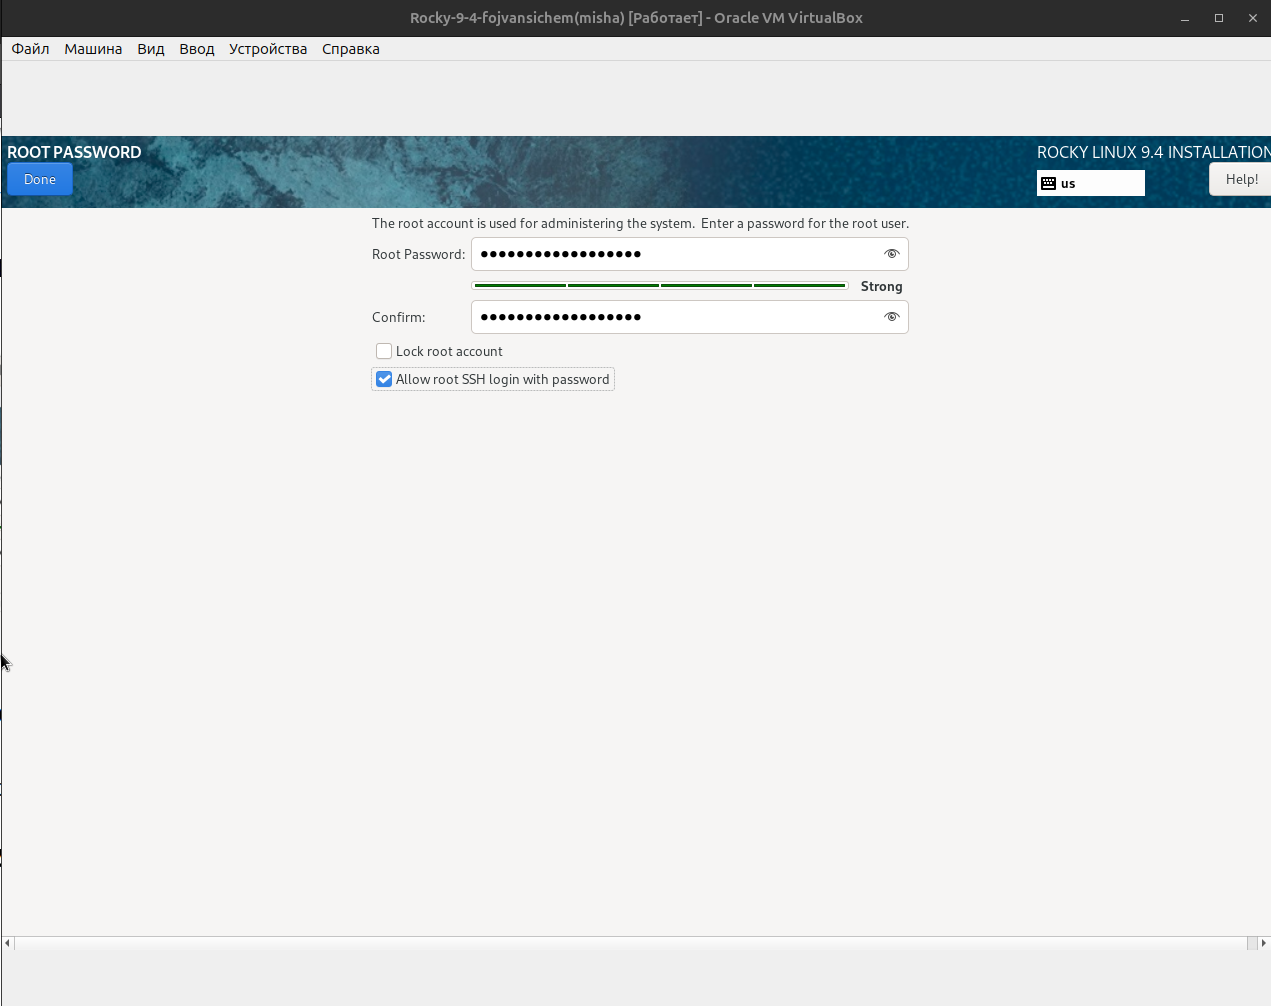 Rocky-9-4-fojvansichem(misha) [Работает] - Oracle VM VirtualBox
Файл Машина Вид Ввод Устройства Справка
ROOT PASSWORD
ROCKY LINUX 9.4 INSTALLATION
Done
us
Help!
The root account is used for administering the system. Enter a password for the root user.
Root Password: ●●●●●●●●●●●●●●●●●●
Strong
Confirm: ●●●●●●●●●●●●●●●●●●
Lock root account
Allow root SSH login with password